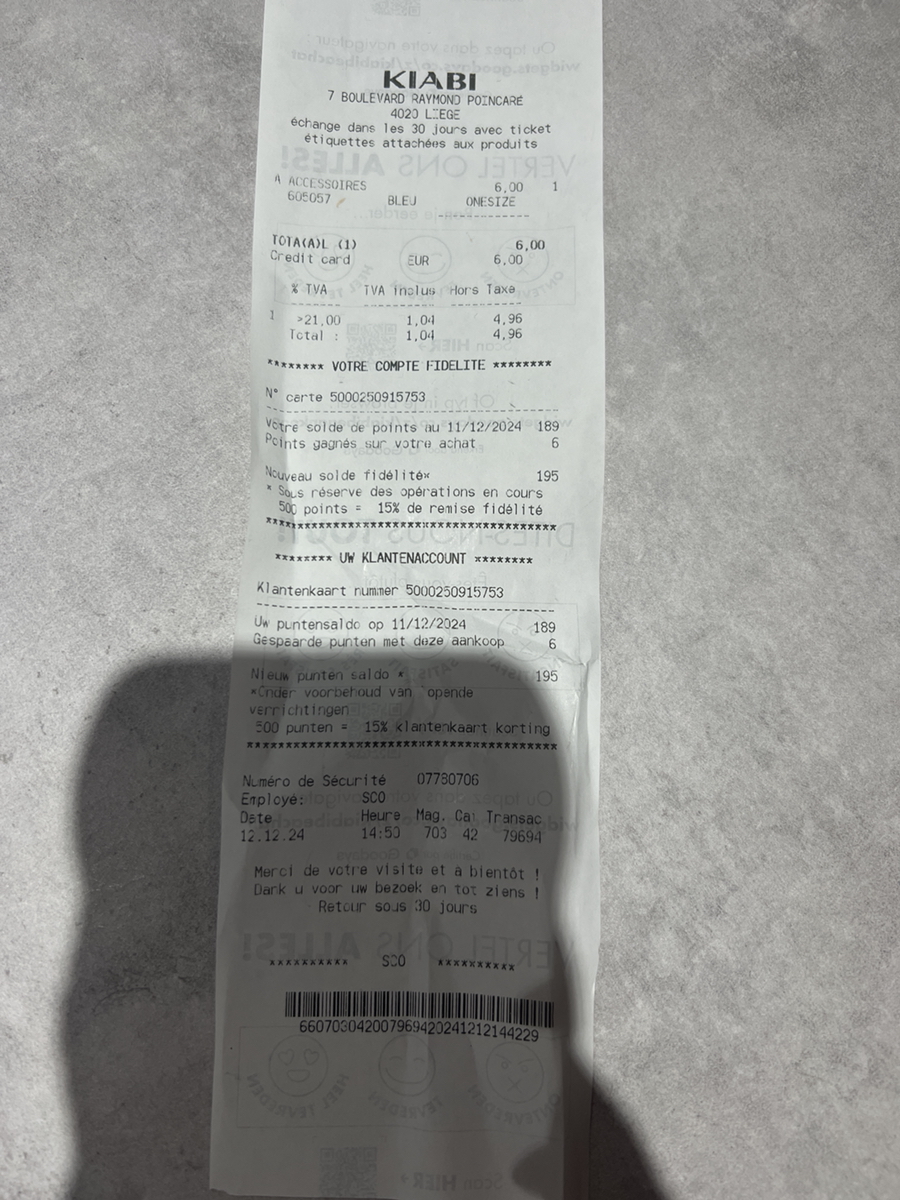 KIABI
7 BOULEVARD RAYMOND POINCARE
4020 LIEGE
échange dans les 30 jours avec ticket
étiquettes attachées aux produits
A ACCESSOIRES 6,00 1
605057 BLEU ONESIZE
------------
TOTA(A)L (1) 6,00
Credit card EUR 6,00
% TVA TVA inclus Hors Taxe
1 >21,00 1,04 4,96
Total : 1,04 4,96
******** VOTRE COMPTE FIDELITE ********
N° carte 5000250915753
Votre solde de points au 11/12/2024 189
Points gagnés sur votre achat 6
Nouveau solde fidélité* 195
* Sous réserve des opérations en cours
500 points = 15% de remise fidélité
******** UW KLANTENACCOUNT ********
Klantenkaart nummer 5000250915753
Uw puntensaldo op 11/12/2024 189
Gespaarde punten met deze aankoop 6
Nieuw punten saldo * 195
*Onder voorbehoud van lopende
verrichtingen
500 punten = 15% klantenkaart korting
Numéro de Sécurité 07780706
Employé: SCO
Date Heure Mag. Cai Transac
12.12.24 14:50 703 42 79694
Merci de votre visite et à bientôt !
Dank u voor uw bezoek en tot ziens !
Retour sous 30 jours
********** SCO **********
660703042007969420241212144229